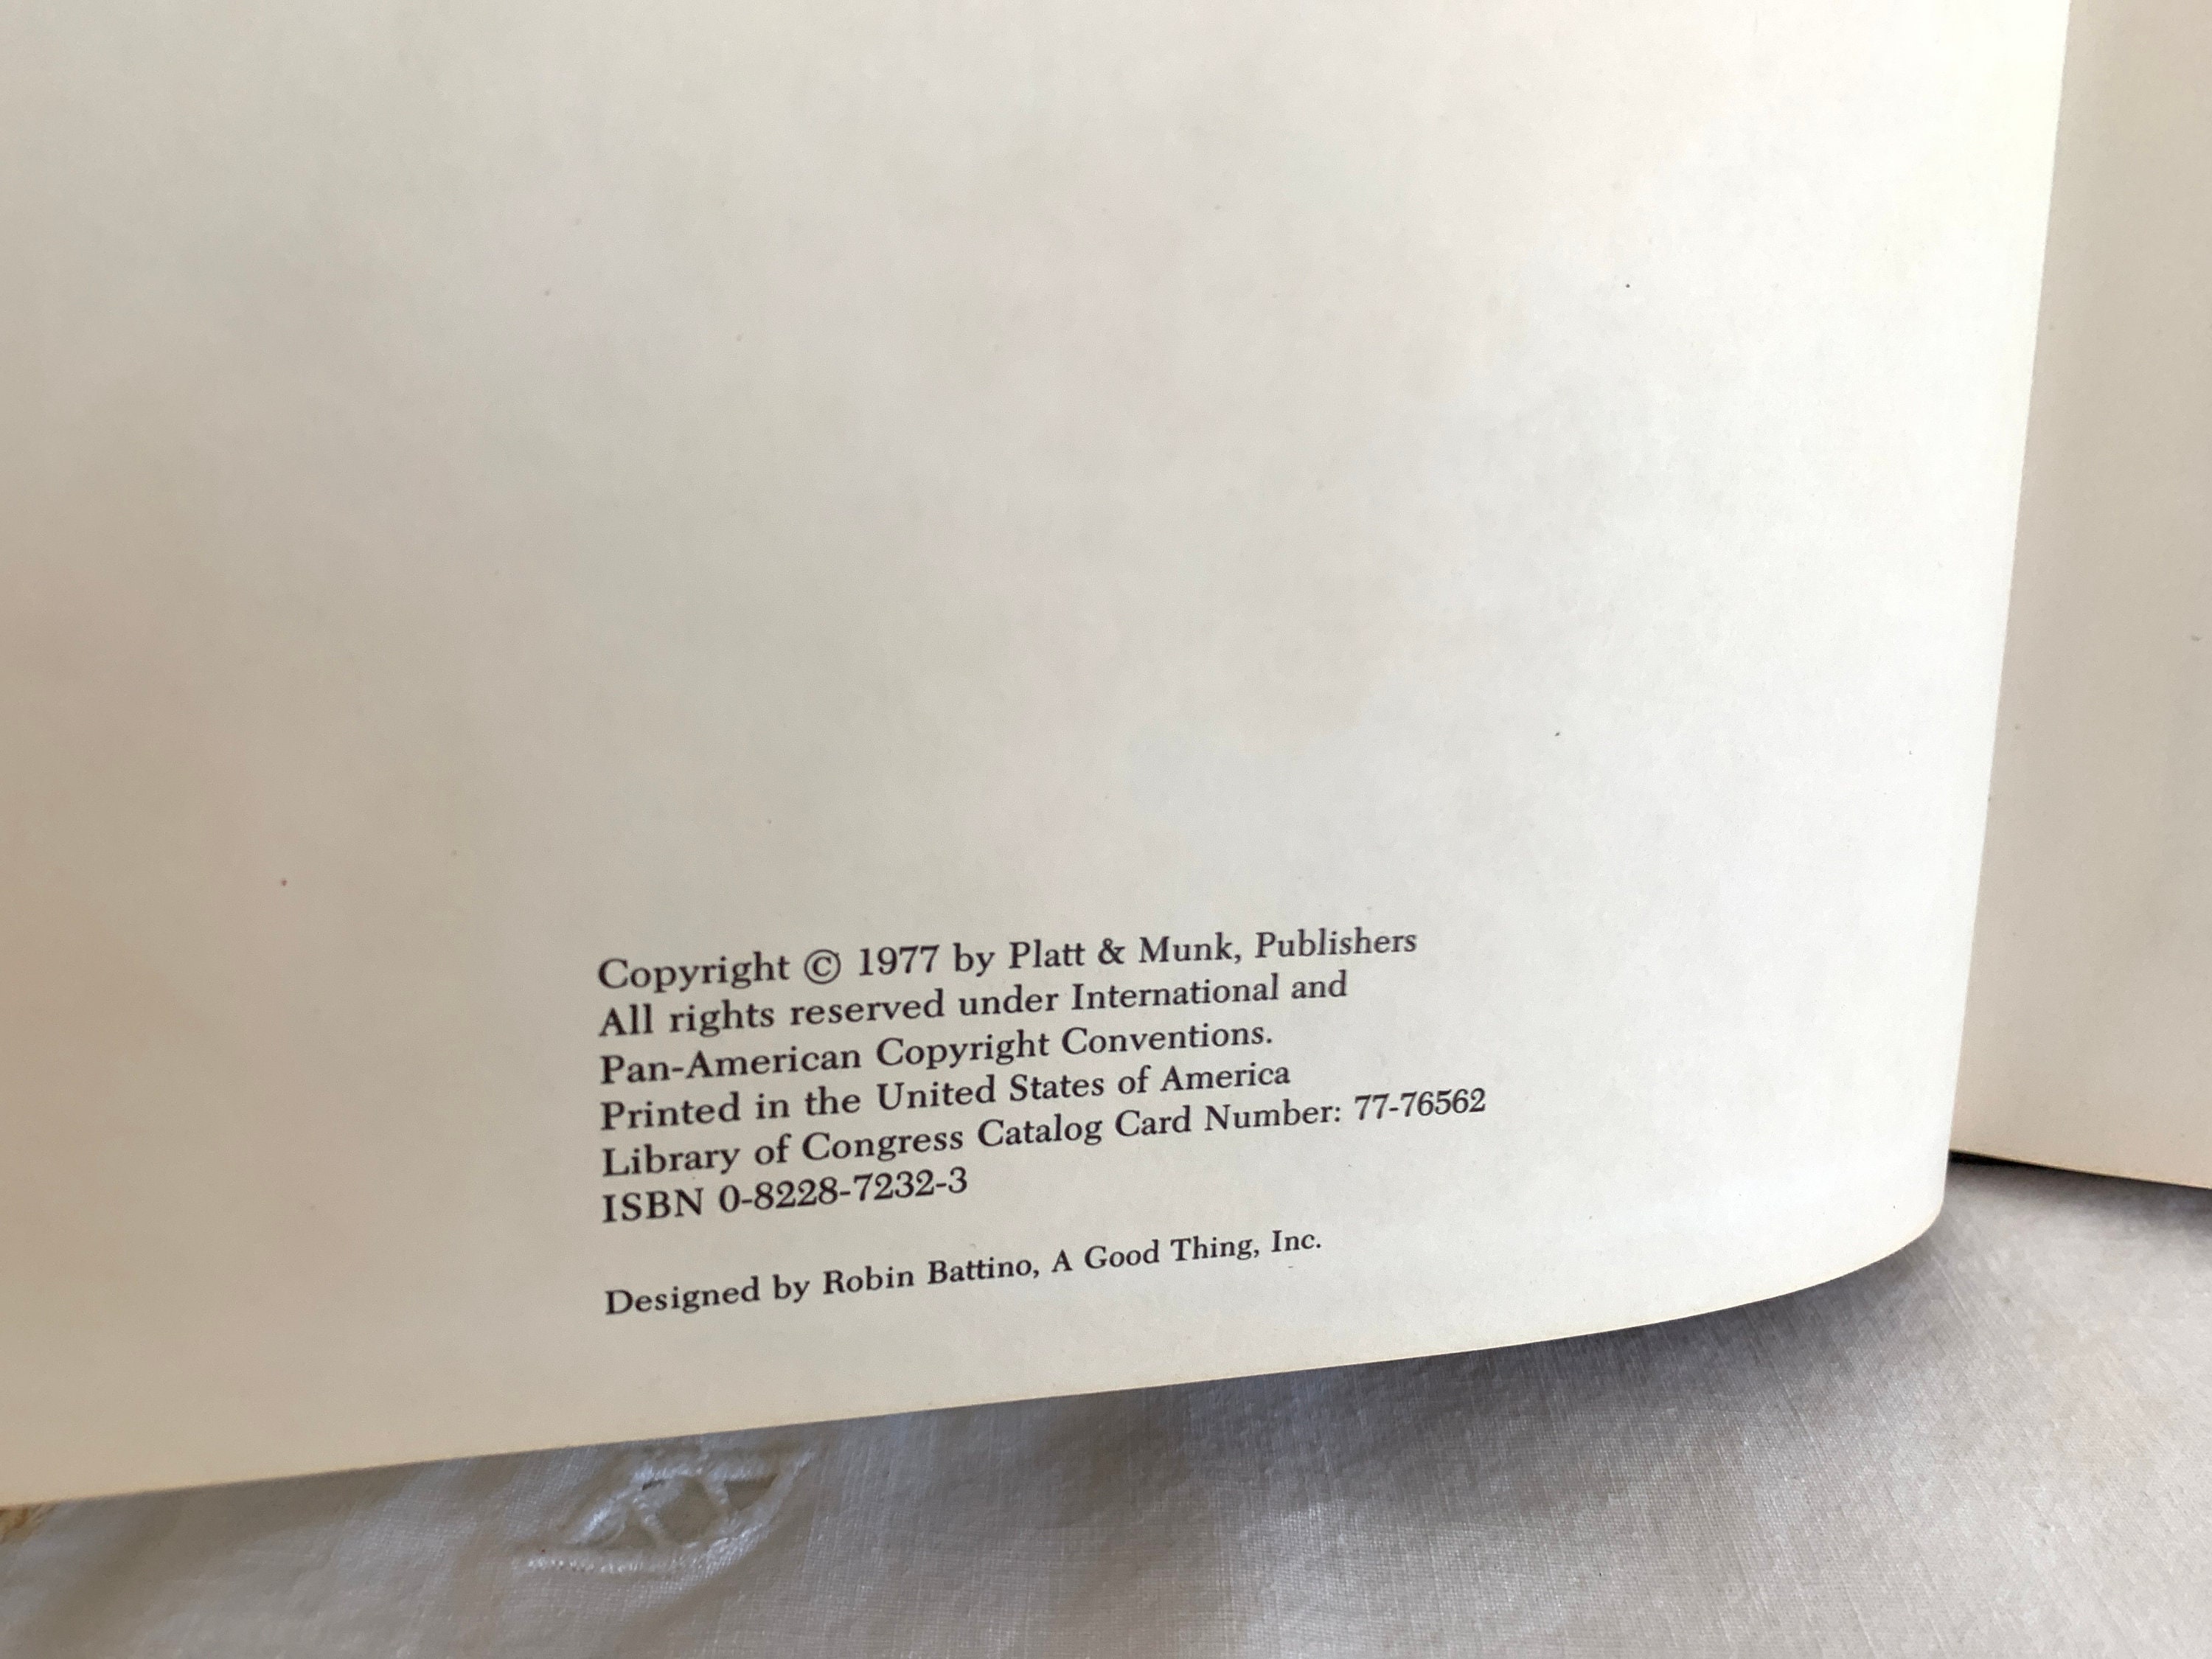 Copyright © 1977 by Platt & Munk, Publishers
All rights reserved under International and
Pan-American Copyright Conventions.
Printed in the United States of America
Library of Congress Catalog Card Number: 77-76562
ISBN 0-8228-7232-3
Designed by Robin Battino, A Good Thing, Inc.